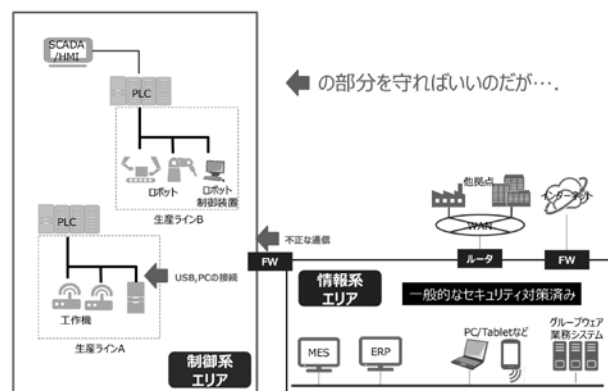 SCADA
/HMI
PLC
の部分を守ればいいのだが….
ロボット
ロボット
制御装置
生産ラインB
PLC
USB,PCの接続
工作機
生産ラインA
制御系
エリア
不正な通信
FW
他拠点
WAN
インターネット
ルータ
FW
情報系
エリア
一般的なセキュリティ対策済み
MES
ERP
PC/Tabletなど
グループウェア
業務システム